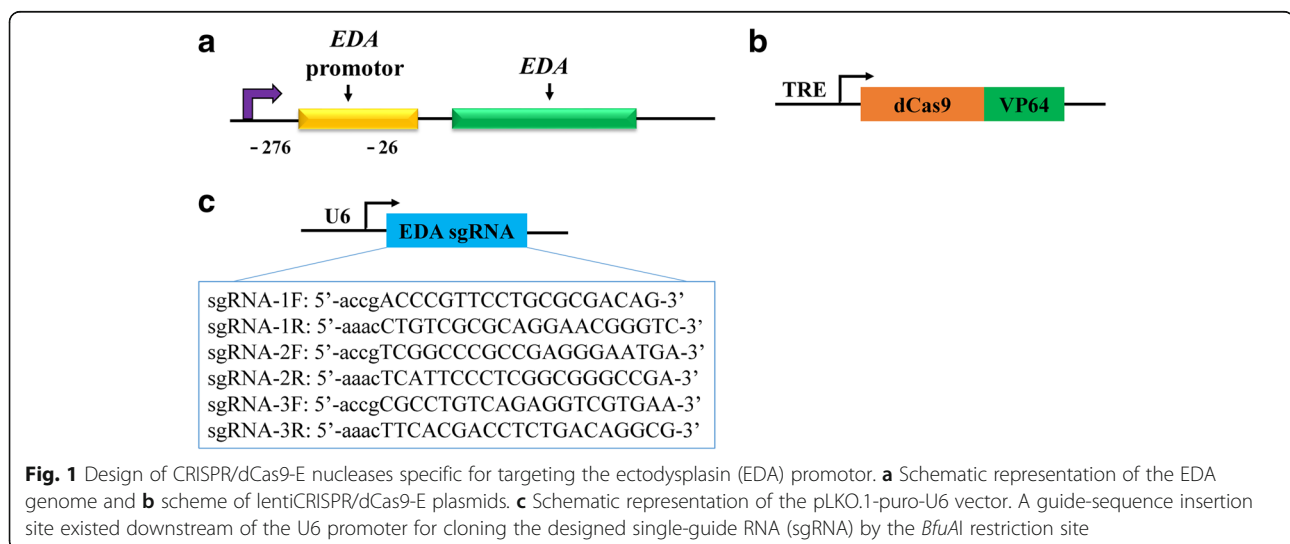 a
EDA
promotor
EDA
- 276
- 26
b
TRE
dCas9
VP64
c
U6
EDA sgRNA
sgRNA-1F: 5’-accgACCCGTTCCTGCGCGACAG-3’
sgRNA-1R: 5’-aaacCTGTCGCGCAGGAACGGGTC-3’
sgRNA-2F: 5’-accgTCGGCCCGCCGAGGGAATGA-3’
sgRNA-2R: 5’-aaacTCATTCCCTCGGCGGGCCGA-3’
sgRNA-3F: 5’-accgCGCCTGTCAGAGGTCGTGAA-3’
sgRNA-3R: 5’-aaacTTCACGACCTCTGACAGGCG-3’
Fig. 1 Design of CRISPR/dCas9-E nucleases specific for targeting the ectodysplasin (EDA) promotor. a Schematic representation of the EDA
genome and b scheme of lentiCRISPR/dCas9-E plasmids. c Schematic representation of the pLKO.1-puro-U6 vector. A guide-sequence insertion
site existed downstream of the U6 promoter for cloning the designed single-guide RNA (sgRNA) by the BfuAI restriction site